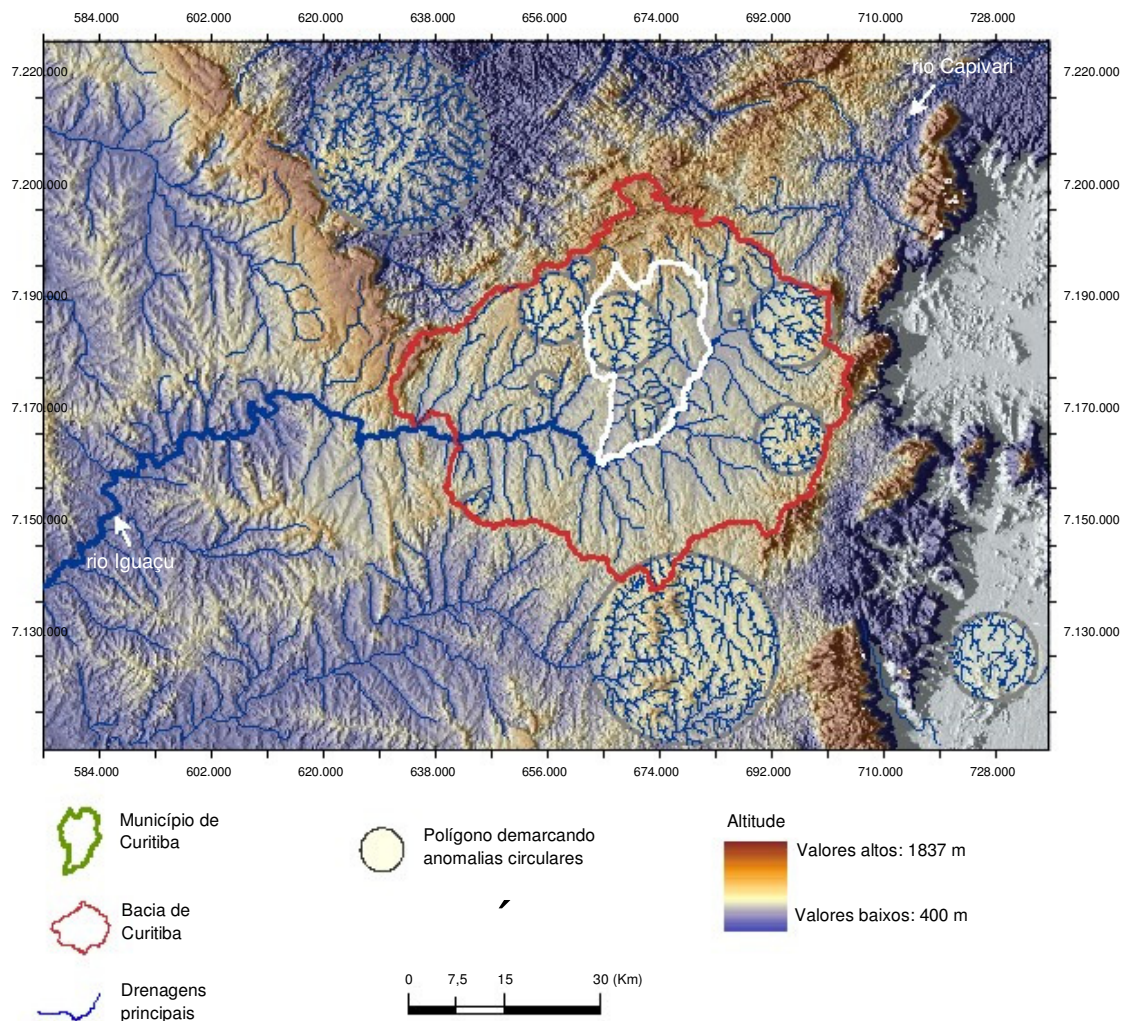 584.000 602.000 620.000 638.000 656.000 674.000 692.000 710.000 728.000
rio Capivari
7.220.000 7.220.000
7.200.000 7.200.000
7.190.000 7.190.000
7.170.000 7.170.000
7.150.000 7.150.000
rio Iguaçu
7.130.000 7.130.000
584.000 602.000 620.000 638.000 656.000 674.000 692.000 710.000 728.000
Município de
Curitiba
Polígono demarcando
anomalias circulares
Altitude
Valores altos: 1837 m
Valores baixos: 400 m
Bacia de
Curitiba
Drenagens
principais
0 7,5 15 30 (Km)